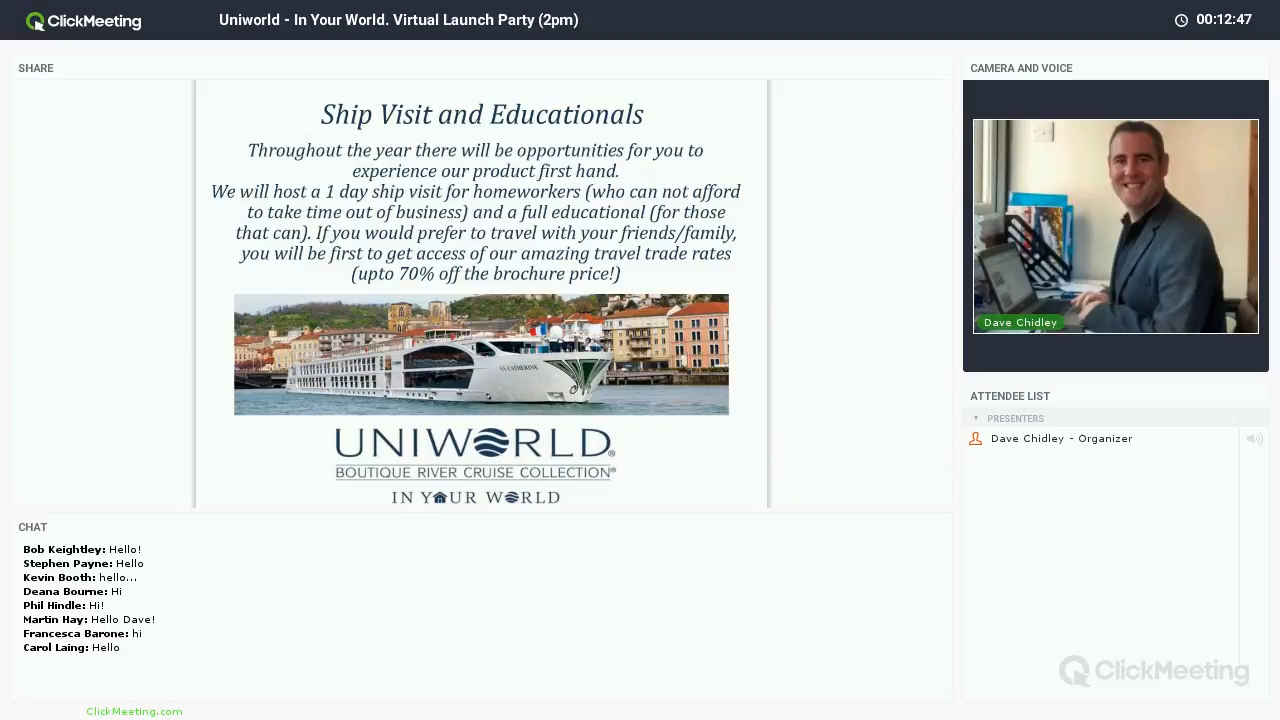 ClickMeeting
Uniworld - In Your World. Virtual Launch Party (2pm)
00:12:47
SHARE
Ship Visit and Educationals
Throughout the year there will be opportunities for you to
experience our product first hand.
We will host a 1 day ship visit for homeworkers (who can not afford
to take time out of business) and a full educational (for those
that can). If you would prefer to travel with your friends/family,
you will be first to get access of our amazing travel trade rates
(upto 70% off the brochure price!)
S.S. CATHERINE
UNIWORLD®
BOUTIQUE RIVER CRUISE COLLECTION®
IN YOUR WORLD
CAMERA AND VOICE
Dave Chidley
ATTENDEE LIST
PRESENTERS
Dave Chidley - Organizer
CHAT
Bob Keightley: Hello!
Stephen Payne: Hello
Kevin Booth: hello...
Deana Bourne: Hi
Phil Hindle: Hi!
Martin Hay: Hello Dave!
Francesca Barone: hi
Carol Laing: Hello
ClickMeeting
ClickMeeting.com